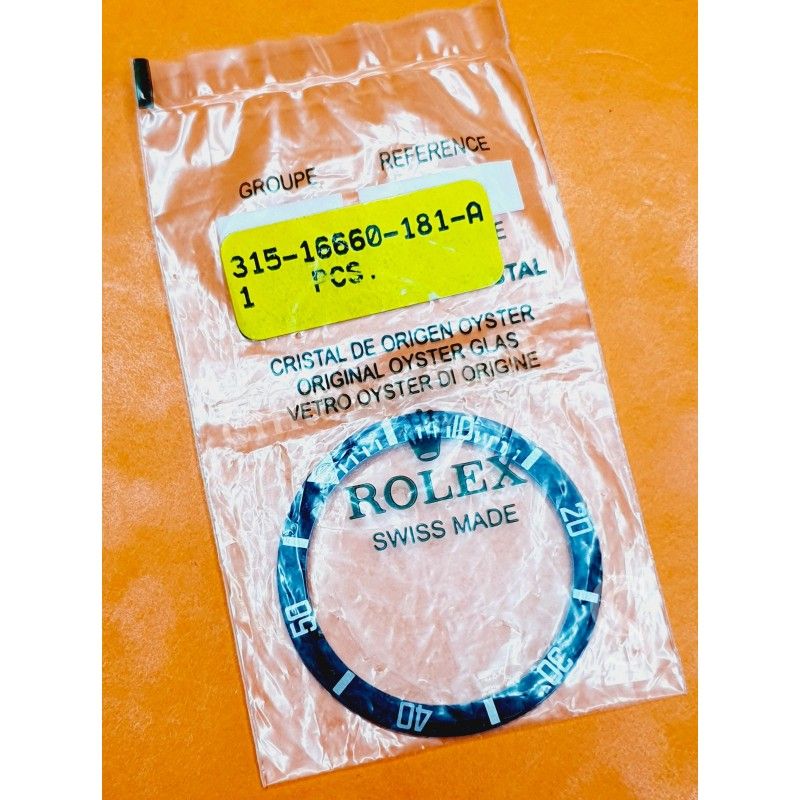 GROUPE
REFERENCE
315-16660-181-A
1 PCS.
CRISTAL DE ORIGEN OYSTER
ORIGINAL OYSTER GLAS
VETRO OYSTER DI ORIGINE
ROLEX
SWISS MADE
10
20
30
40
50